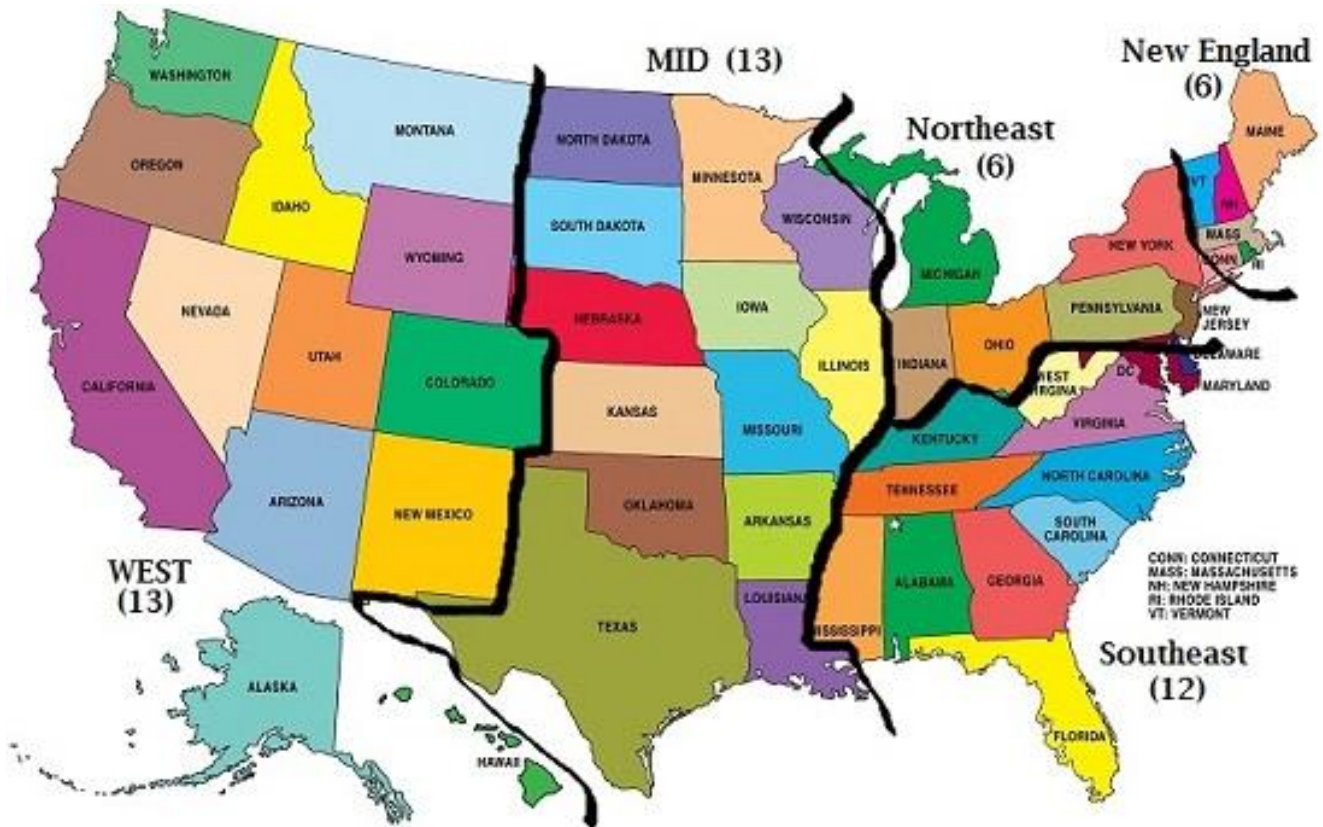 MID (13)
New England
(6)
Northeast
(6)
WASHINGTON
MONTANA
NORTH DAKOTA
MINNESOTA
MAINE
OREGON
IDAHO
SOUTH DAKOTA
WISCONSIN
VT
NH
WYOMING
MICHIGAN
NEW YORK
MASS
CONN
RI
NEVADA
NEBRASKA
IOWA
PENNSYLVANIA
NEW
JERSEY
UTAH
COLORADO
ILLINOIS
INDIANA
OHIO
DELAWARE
CALIFORNIA
KANSAS
MISSOURI
WEST
VIRGINA
DC
MARYLAND
KENTUCKY
VIRGINIA
ARIZONA
NEW MEXICO
OKLAHOMA
ARKANSAS
TENNESSEE
NORTH CAROLINA
SOUTH
CAROLINA
WEST
(13)
TEXAS
LOUISIANA
MISSISSIPPI
ALABAMA
GEORGIA
CONN: CONNECTICUT
MASS: MASSACHUSETTS
NH: NEW HAMPSHIRE
RI: RHODE ISLAND
VT: VERMONT
ALASKA
HAWAII
FLORIDA
Southeast
(12)